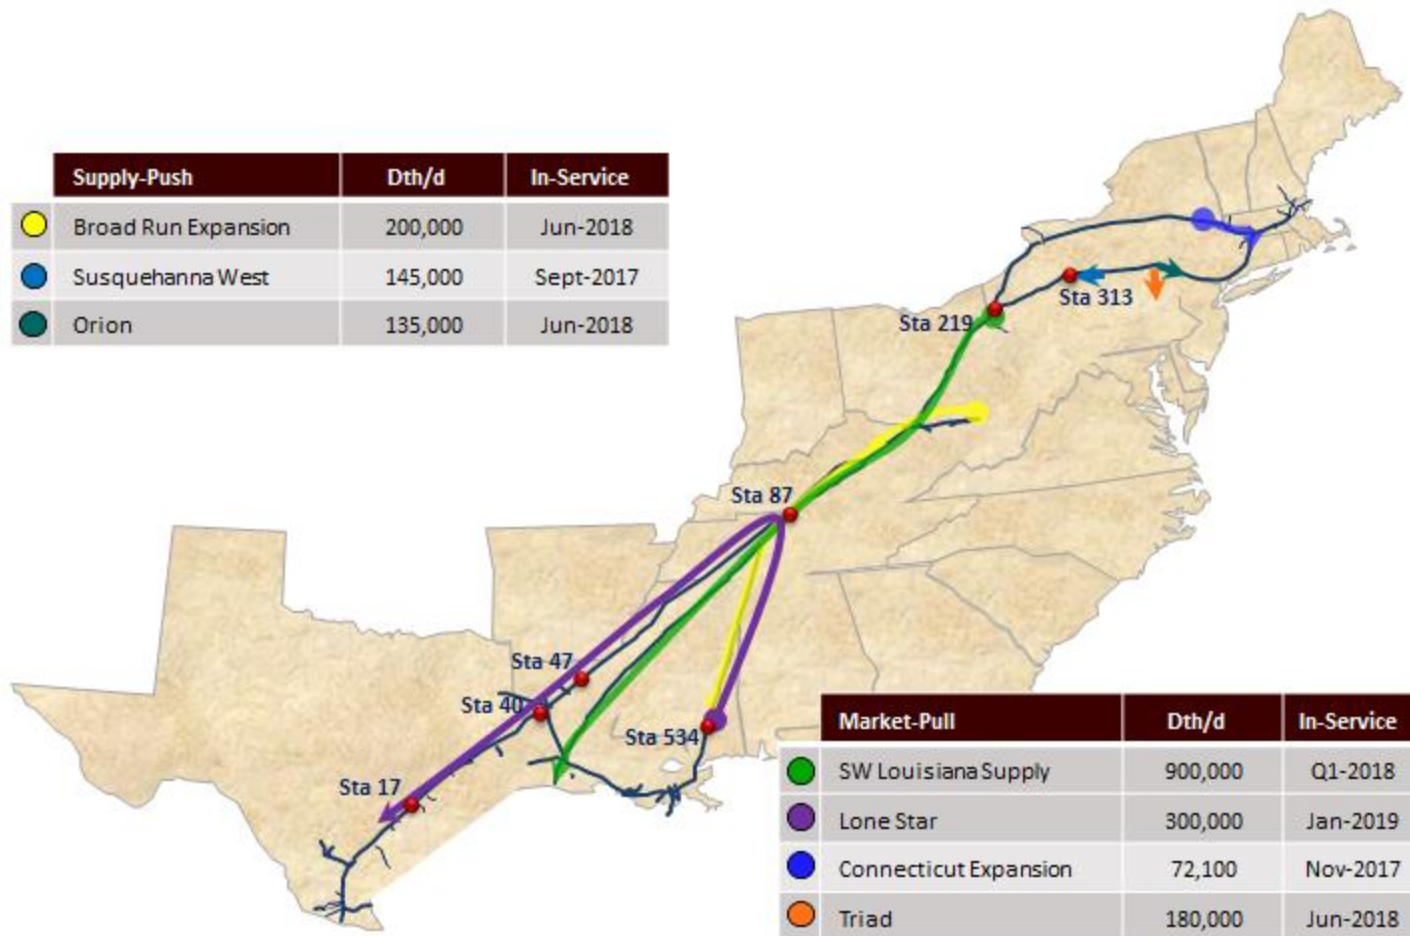 Supply-Push Dth/d In-Service
Broad Run Expansion 200,000 Jun-2018
Susquehanna West 145,000 Sept-2017
Orion 135,000 Jun-2018
Sta 313
Sta 219
Sta 87
Sta 47
Sta 40
Sta 534
Sta 17
Market-Pull Dth/d In-Service
SW Louisiana Supply 900,000 Q1-2018
Lone Star 300,000 Jan-2019
Connecticut Expansion 72,100 Nov-2017
Triad 180,000 Jun-2018